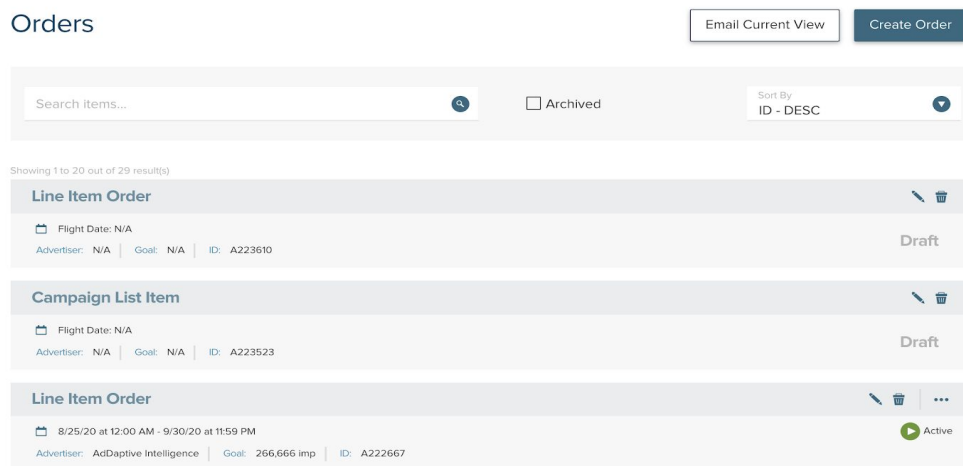 Orders
Email Current View
Create Order
Search items...
Archived
Sort By
ID - DESC
Showing 1 to 20 out of 29 result(s)
Line Item Order
Flight Date: N/A
Advertiser: N/A Goal: N/A ID: A223610
Draft
Campaign List Item
Flight Date: N/A
Advertiser: N/A Goal: N/A ID: A223523
Draft
Line Item Order
8/25/20 at 12:00 AM - 9/30/20 at 11:59 PM
Active
Advertiser: AdDaptive Intelligence Goal: 266,666 imp ID: A222667